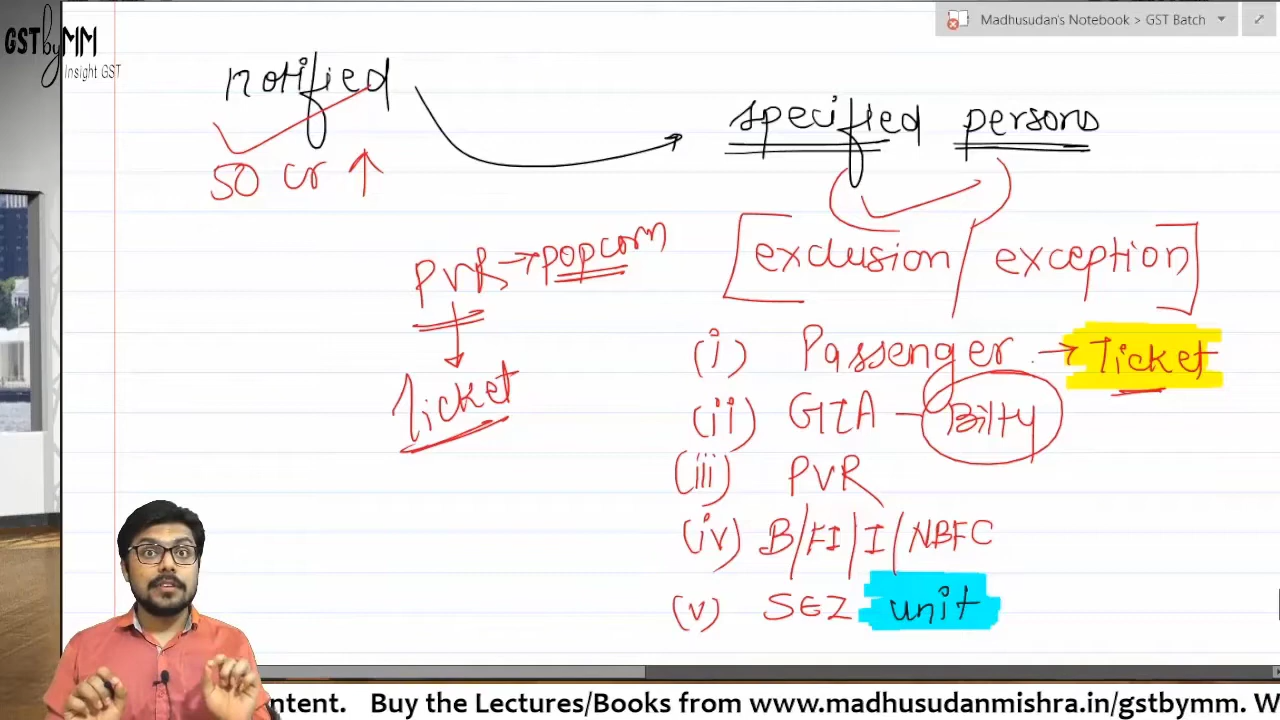 GST by MM
Insight GST
Madhusudan's Notebook > GST Batch
notified
50 cr ↑
specified persons
PVR → popcorn
Ticket
exclusion / exception
(i) Passenger → Ticket
(ii) GTA - Bilty
(iii) PVR
(iv) B/FI/I/NBFC
(v) SEZ unit
ntent. Buy the Lectures/Books from www.madhusudanmishra.in/gstbymm. W